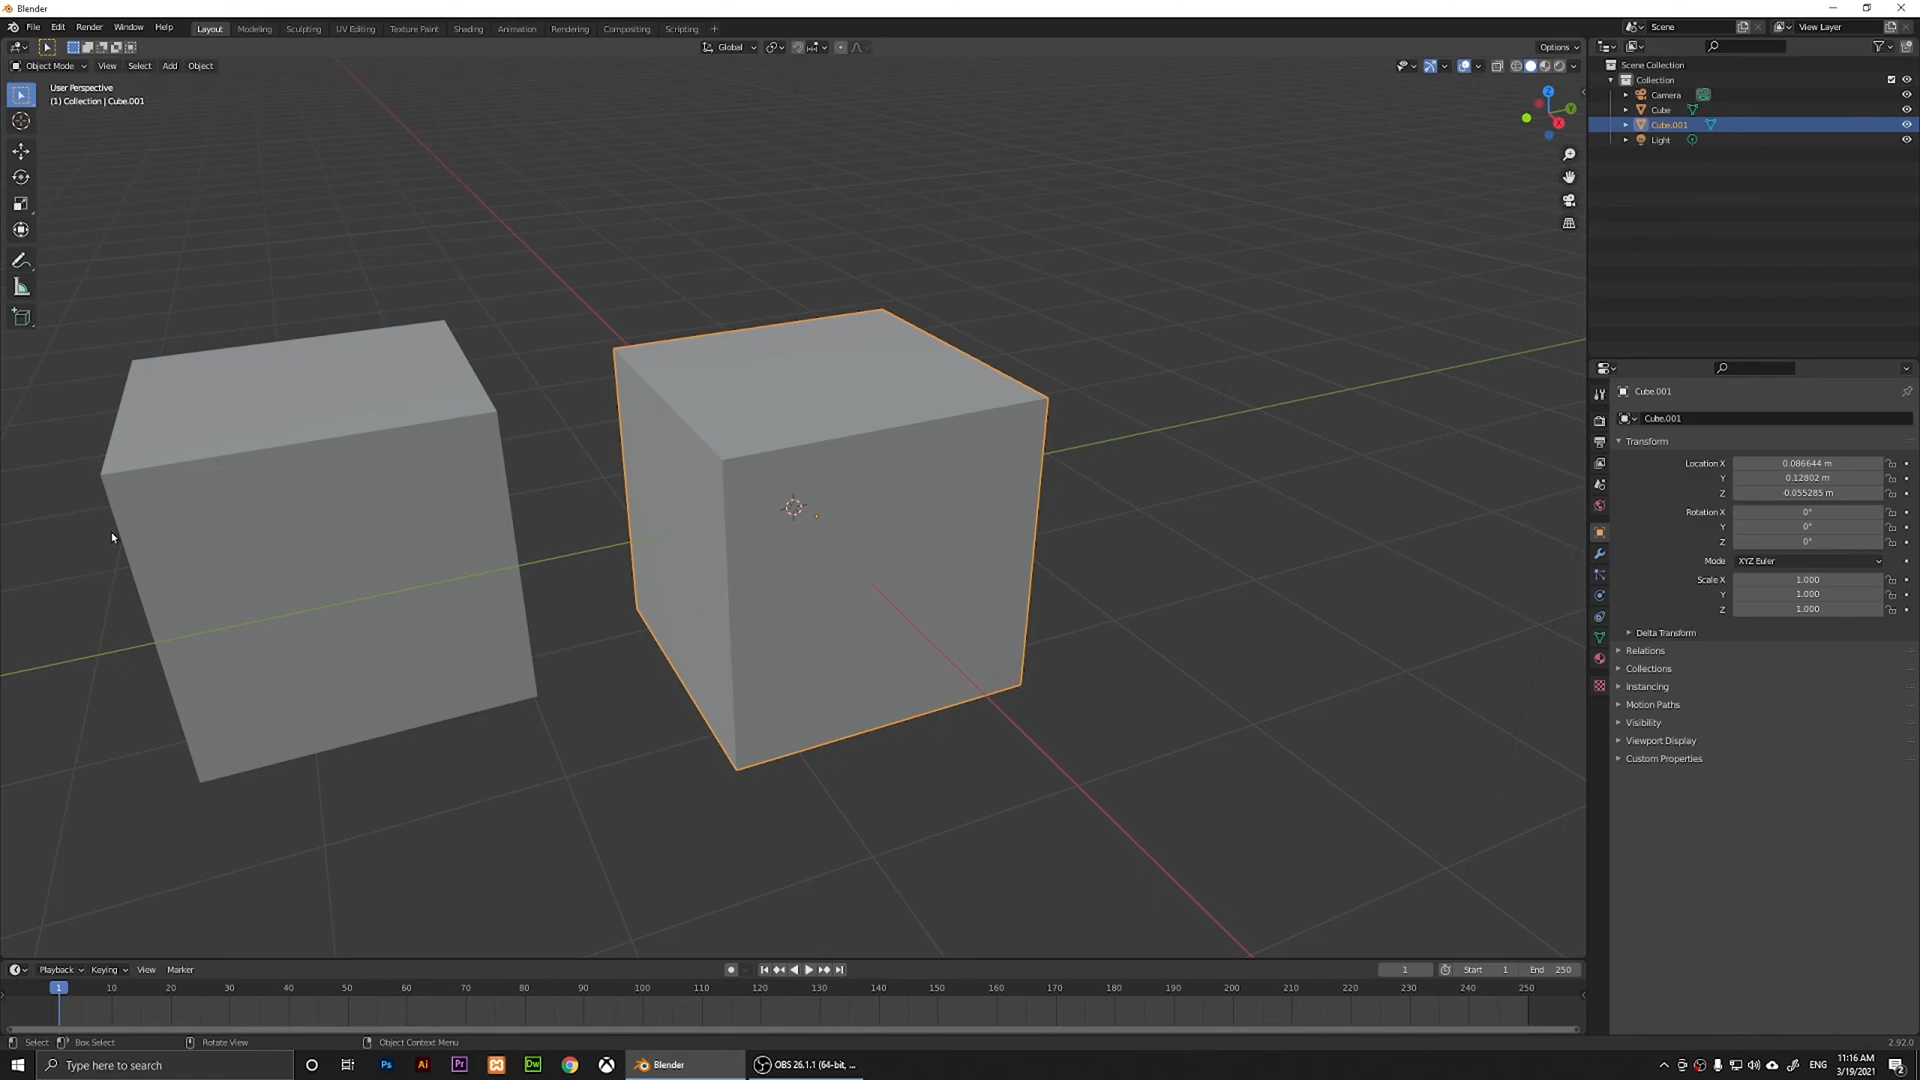 Blender
File Edit Render Window Help
Layout Modeling Sculpting UV Editing Texture Paint Shading Animation Rendering Compositing Scripting +
Scene View Layer
Global Options
Object Mode View Select Add Object
User Perspective
(1) Collection | Cube.001
Z
Y
X
Scene Collection
Collection
Camera
Cube
Cube.001
Light
Cube.001
Cube.001
Transform
Location X 0.086644 m
Y 0.12802 m
Z -0.055285 m
Rotation X 0°
Y 0°
Z 0°
Mode XYZ Euler
Scale X 1.000
Y 1.000
Z 1.000
Delta Transform
Relations
Collections
Instancing
Motion Paths
Visibility
Viewport Display
Custom Properties
Playback Keying View Marker
1 Start 1 End 250
1 10 20 30 40 50 60 70 80 90 100 110 120 130 140 150 160 170 180 190 200 210 220 230 240 250
Select Box Select Rotate View Object Context Menu 2.92.0
Type here to search
Ps Ai Pr Dw Blender OBS 26.1.1 (64-bit, ...
ENG
11:16 AM
3/19/2021
2